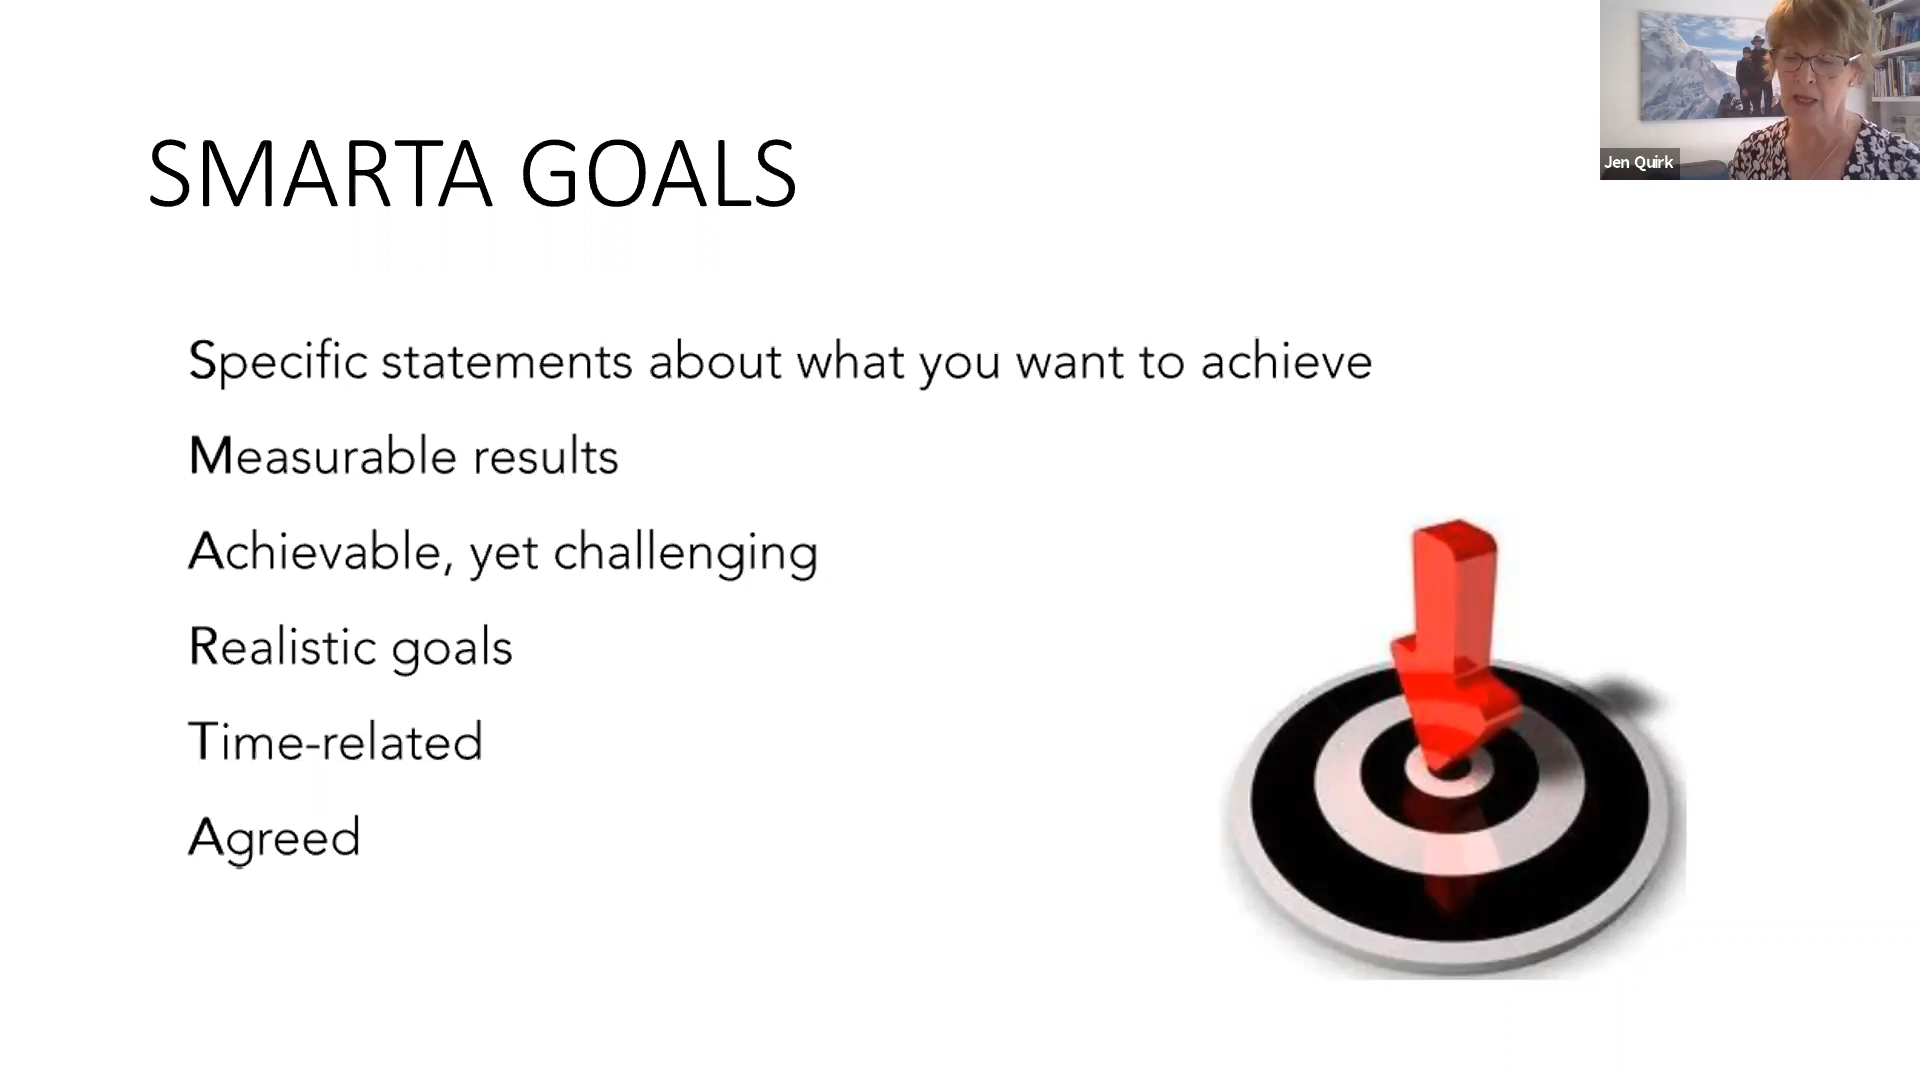 SMARTA GOALS
Jen Quirk
Specific statements about what you want to achieve
Measurable results
Achievable, yet challenging
Realistic goals
Time-related
Agreed